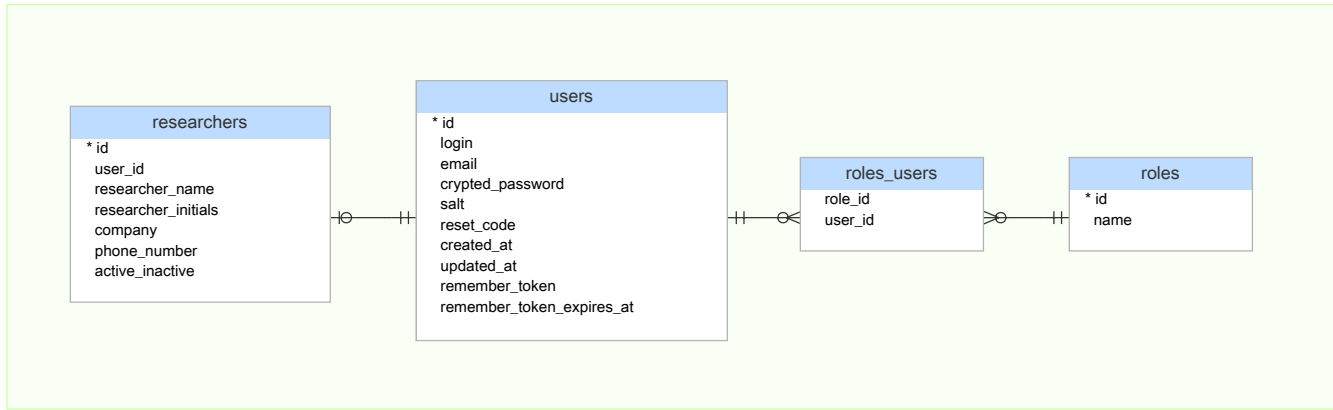 researchers
* id
user_id
researcher_name
researcher_initials
company
phone_number
active_inactive
users
* id
login
email
crypted_password
salt
reset_code
created_at
updated_at
remember_token
remember_token_expires_at
roles_users
role_id
user_id
roles
* id
name